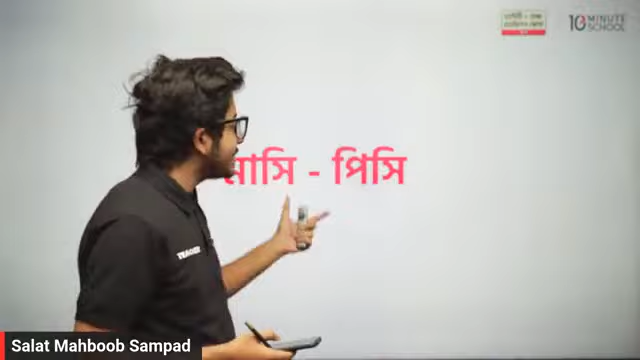 10 MINUTE
SCHOOL
মাসি - পিসি
TEACHER
Salat Mahboob Sampad